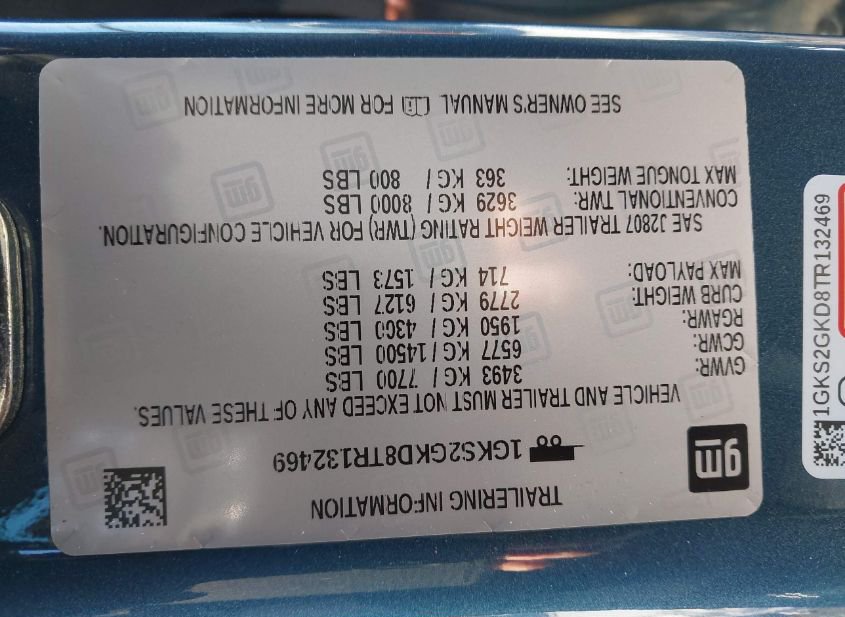 TRAILERING INFORMATION
gm
1GKS2GKD8TR132469
VEHICLE AND TRAILER MUST NOT EXCEED ANY OF THESE VALUES.
GVWR: 3493 KG / 7700 LBS
GCWR: 6577 KG /14500 LBS
RGAWR: 1950 KG / 4300 LBS
CURB WEIGHT: 2779 KG / 6127 LBS
MAX PAYLOAD: 714 KG / 1573 LBS
SAE J2807 TRAILER WEIGHT RATING (TWR) FOR VEHICLE CONFIGURATION.
CONVENTIONAL TWR: 3629 KG / 8000 LBS
MAX TONGUE WEIGHT: 363 KG / 800 LBS
SEE OWNER'S MANUAL FOR MORE INFORMATION
1GKS2GKD8TR132469